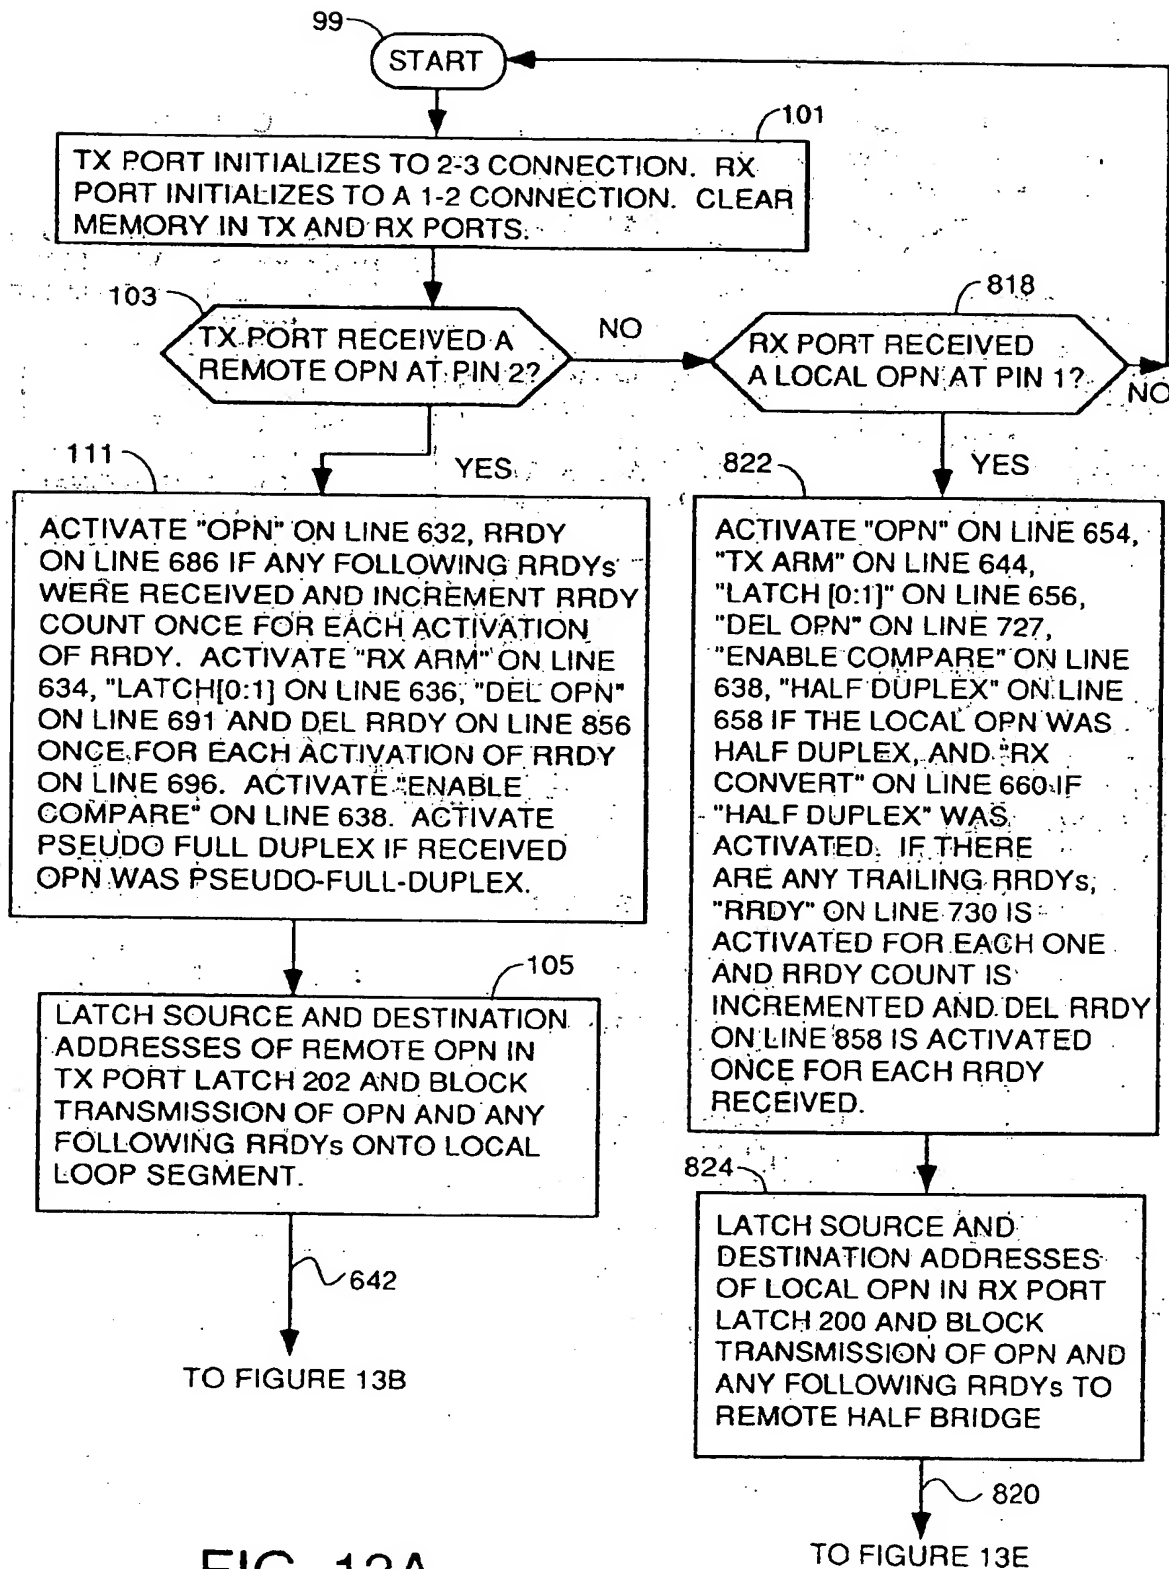 99
START
101
TX PORT INITIALIZES TO 2-3 CONNECTION. RX
PORT INITIALIZES TO A 1-2 CONNECTION. CLEAR
MEMORY IN TX AND RX PORTS.
103
TX PORT RECEIVED A
REMOTE OPN AT PIN 2?
NO
818
RX PORT RECEIVED
A LOCAL OPN AT PIN 1?
NO
111
YES
ACTIVATE "OPN" ON LINE 632, RRDY
ON LINE 686 IF ANY FOLLOWING RRDYs
WERE RECEIVED AND INCREMENT RRDY
COUNT ONCE FOR EACH ACTIVATION
OF RRDY. ACTIVATE "RX ARM" ON LINE
634, "LATCH[0:1] ON LINE 636, "DEL OPN"
ON LINE 691 AND DEL RRDY ON LINE 856
ONCE FOR EACH ACTIVATION OF RRDY
ON LINE 696. ACTIVATE "ENABLE
COMPARE" ON LINE 638. ACTIVATE
PSEUDO FULL DUPLEX IF RECEIVED
OPN WAS PSEUDO-FULL-DUPLEX.
822
YES
ACTIVATE "OPN" ON LINE 654,
"TX ARM" ON LINE 644,
"LATCH [0:1]" ON LINE 656,
"DEL OPN" ON LINE 727,
"ENABLE COMPARE" ON LINE
638, "HALF DUPLEX" ON LINE
658 IF THE LOCAL OPN WAS
HALF DUPLEX, AND "RX
CONVERT" ON LINE 660 IF
"HALF DUPLEX" WAS
ACTIVATED. IF THERE
ARE ANY TRAILING RRDYs,
"RRDY" ON LINE 730 IS
ACTIVATED FOR EACH ONE
AND RRDY COUNT IS
INCREMENTED AND DEL RRDY
ON LINE 858 IS ACTIVATED
ONCE FOR EACH RRDY
RECEIVED.
105
LATCH SOURCE AND DESTINATION
ADDRESSES OF REMOTE OPN IN
TX PORT LATCH 202 AND BLOCK
TRANSMISSION OF OPN AND ANY
FOLLOWING RRDYs ONTO LOCAL
LOOP SEGMENT.
642
TO FIGURE 13B
824
LATCH SOURCE AND
DESTINATION ADDRESSES
OF LOCAL OPN IN RX PORT
LATCH 200 AND BLOCK
TRANSMISSION OF OPN AND
ANY FOLLOWING RRDYs TO
REMOTE HALF BRIDGE
820
TO FIGURE 13E
FIG. 13A